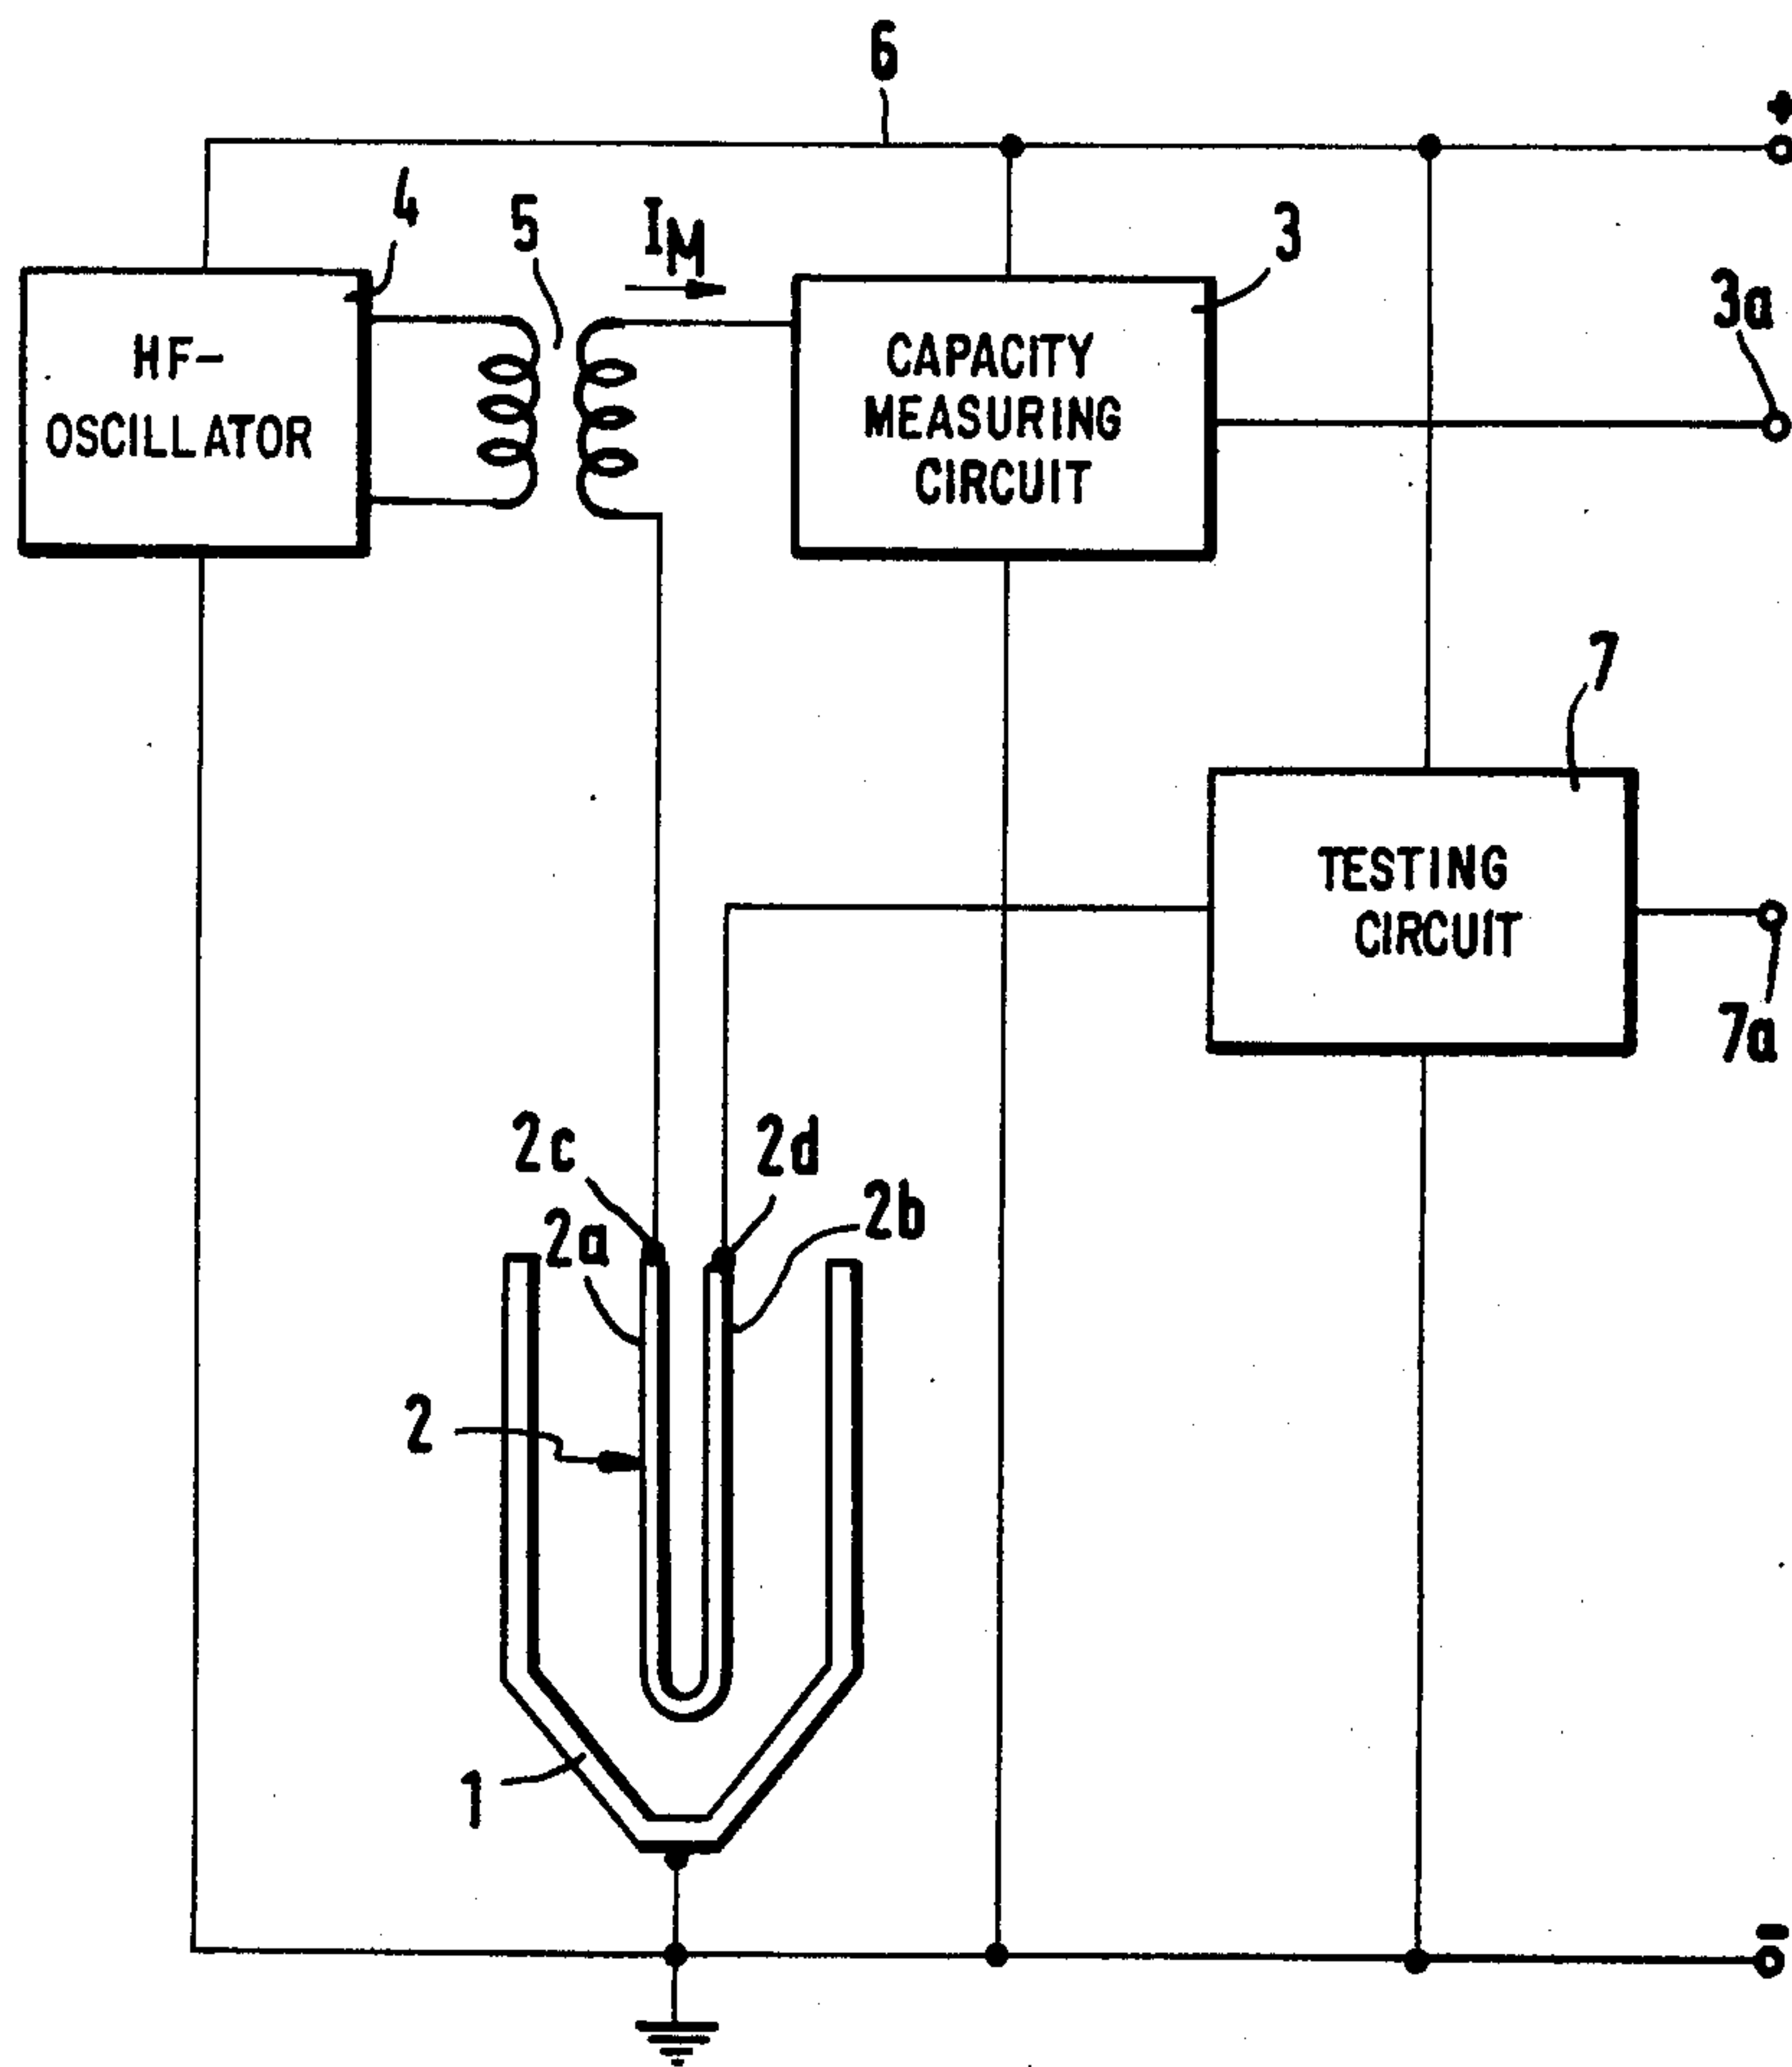 6
+
4
5
IM
3
3a
HF-
OSCILLATOR
CAPACITY
MEASURING
CIRCUIT
7
TESTING
CIRCUIT
7a
2c
2d
2a
2b
2
1
-